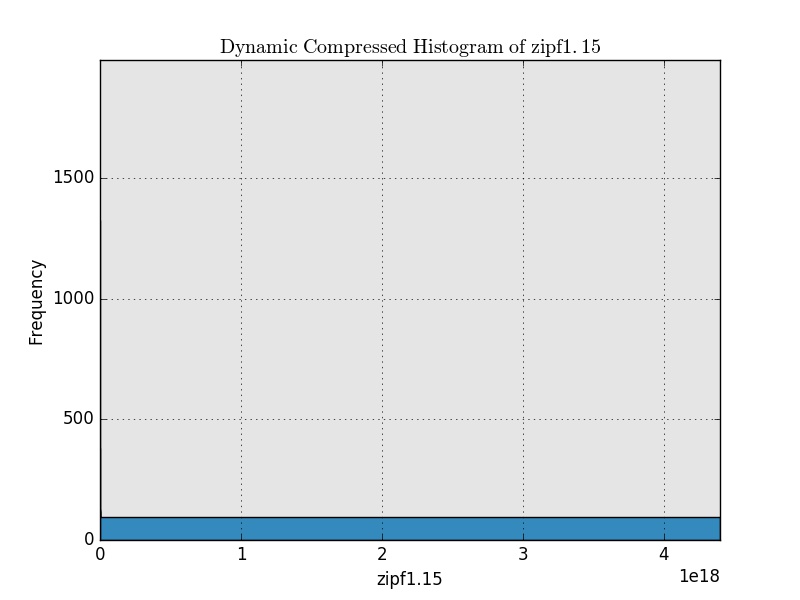 Dynamic Compressed Histogram of zipf1.15
1500
1000
500
0
Frequency
0 1 2 3 4
1e18
zipf1.15